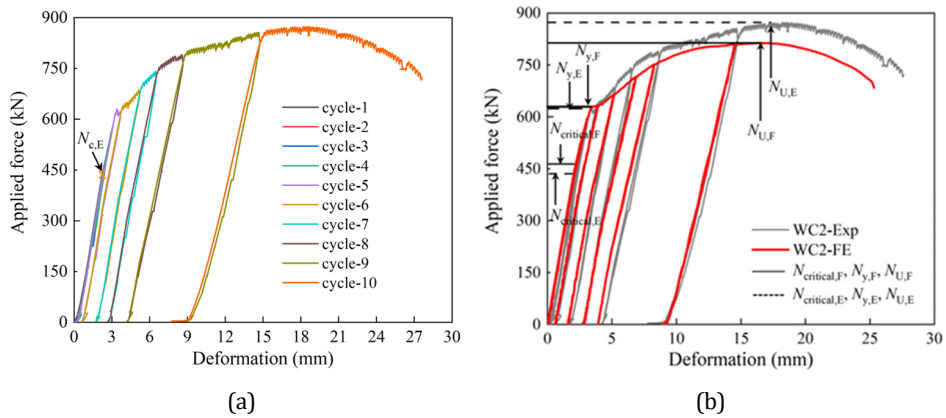 900
750
600
450
300
150
0
Applied force (kN)
N_c,E
cycle-1
cycle-2
cycle-3
cycle-4
cycle-5
cycle-6
cycle-7
cycle-8
cycle-9
cycle-10
0 3 6 9 12 15 18 21 24 27 30
Deformation (mm)
(a)
900
750
600
450
300
150
0
Applied force (kN)
N_y,F
N_y,E
N_critical,F
N_critical,E
N_U,E
N_U,F
WC2-Exp
WC2-FE
N_critical,F, N_y,F, N_U,F
N_critical,E, N_y,E, N_U,E
0 5 10 15 20 25 30
Deformation (mm)
(b)